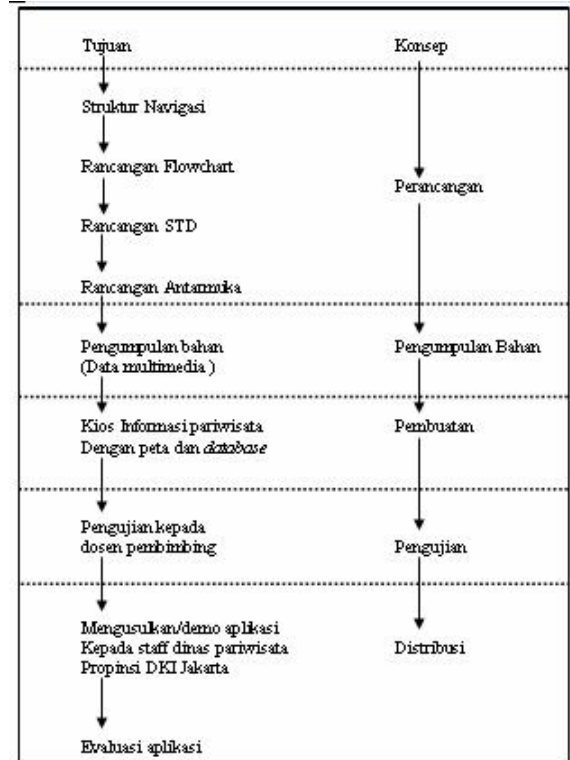 Tujuan
Konsep
Struktur Navigasi
Rancangan Flowchart
Perancangan
Rancangan STD
Rancangan Antarmuka
Pengumpulan bahan
(Data multimedia )
Pengumpulan Bahan
Kios Informasi pariwisata
Dengan peta dan database
Pembuatan
Pengujian kepada
dosen pembimbing
Pengujian
Mengusulkan/demo aplikasi
Kepada staff dinas pariwisata
Propinsi DKI Jakarta
Distribusi
Evaluasi aplikasi